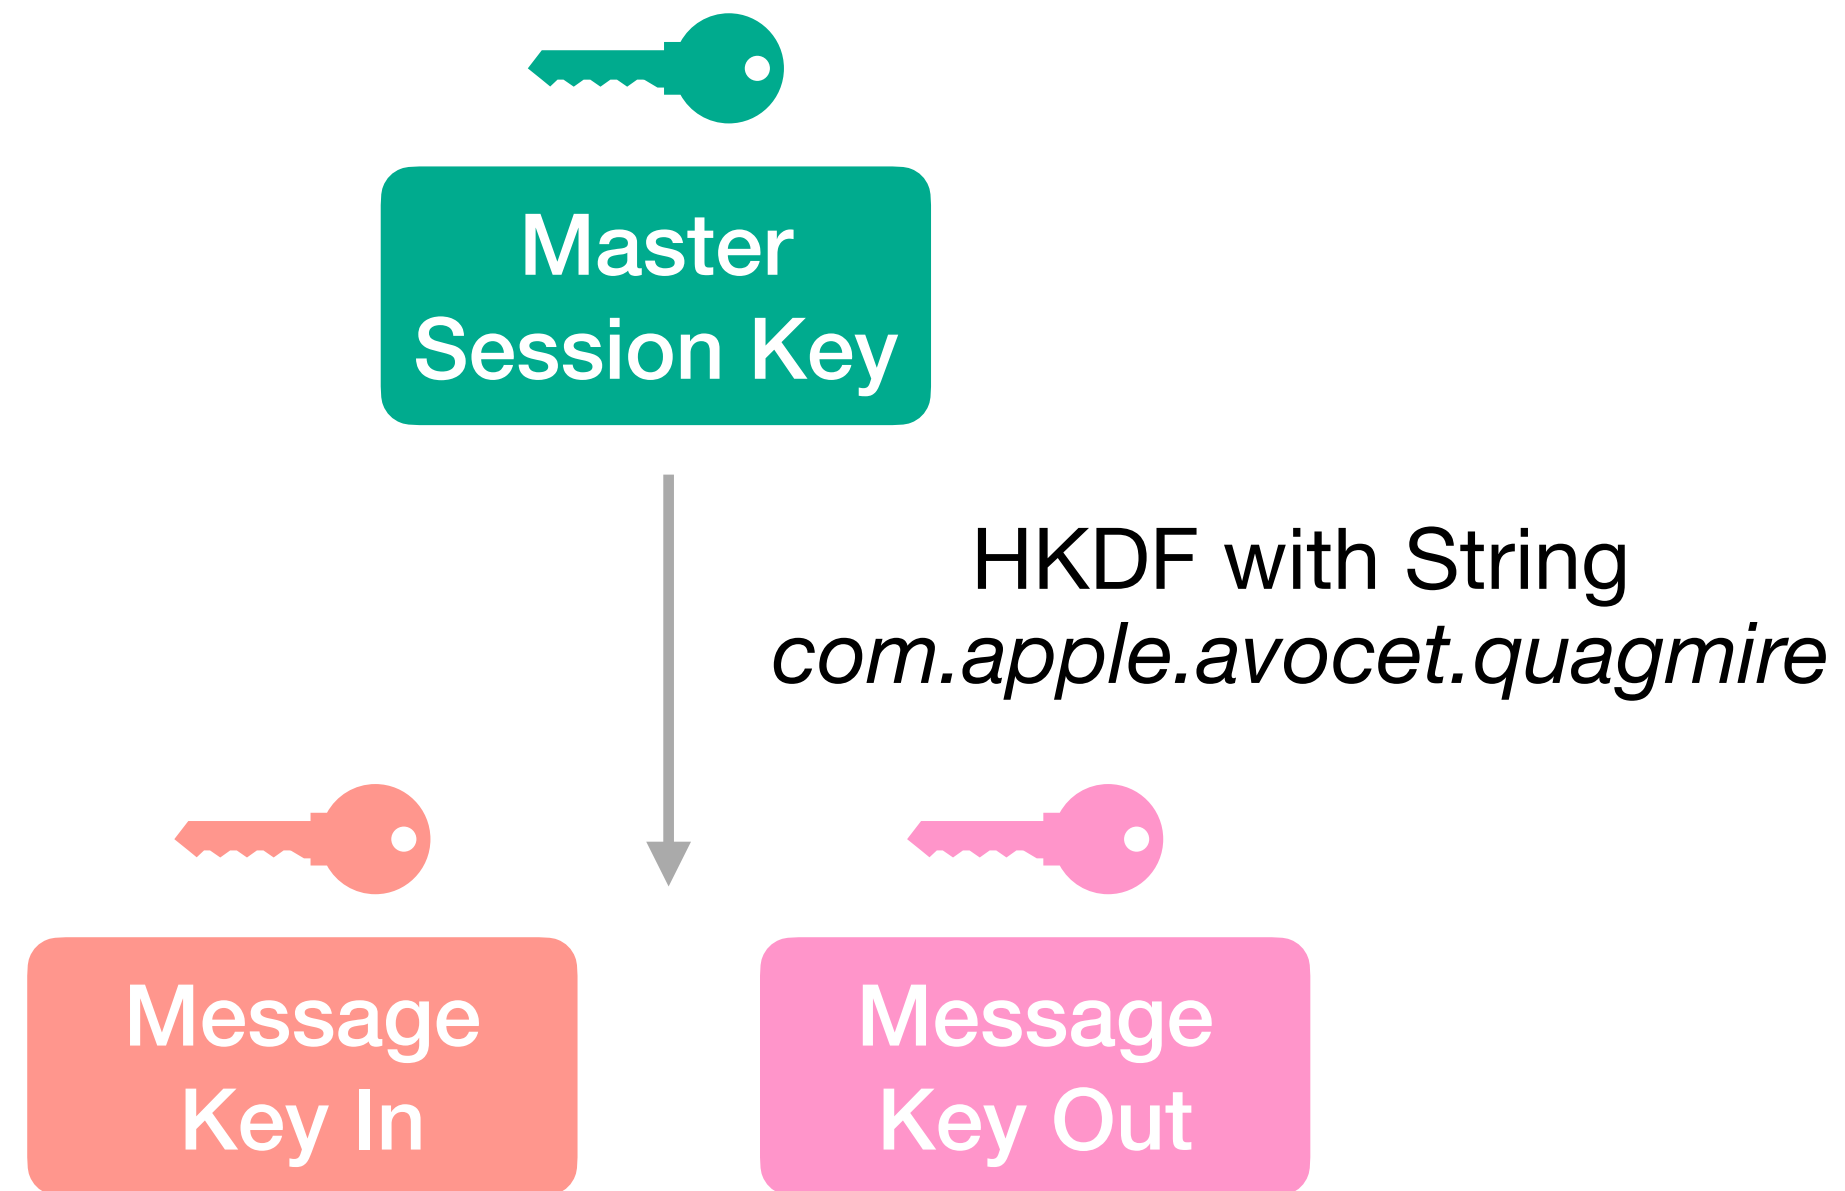 Master
Session Key
HKDF with String
com.apple.avocet.quagmire
Message
Key In
Message
Key Out